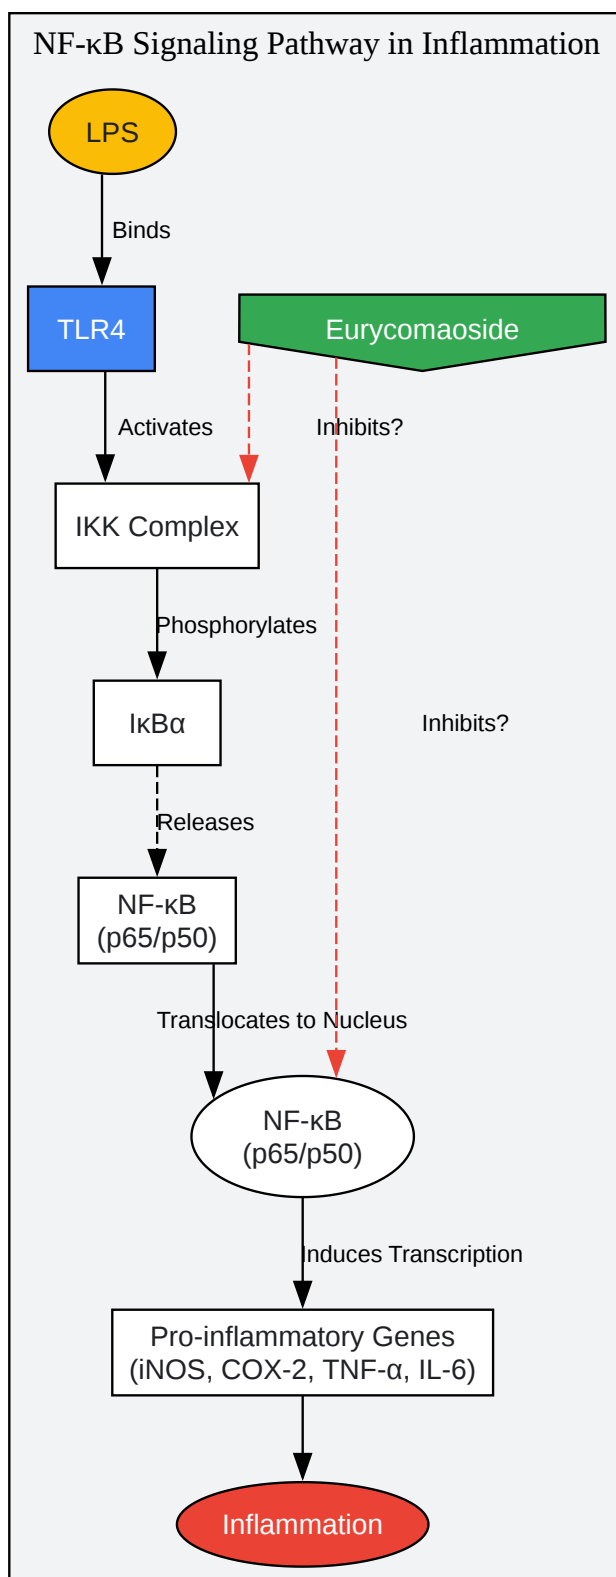 NF-κB Signaling Pathway in Inflammation
LPS
Binds
TLR4
Eurycomaoside
Activates
Inhibits?
IKK Complex
Phosphorylates
IκBα
Inhibits?
Releases
NF-κB
(p65/p50)
Translocates to Nucleus
NF-κB
(p65/p50)
Induces Transcription
Pro-inflammatory Genes
(iNOS, COX-2, TNF-α, IL-6)
Inflammation